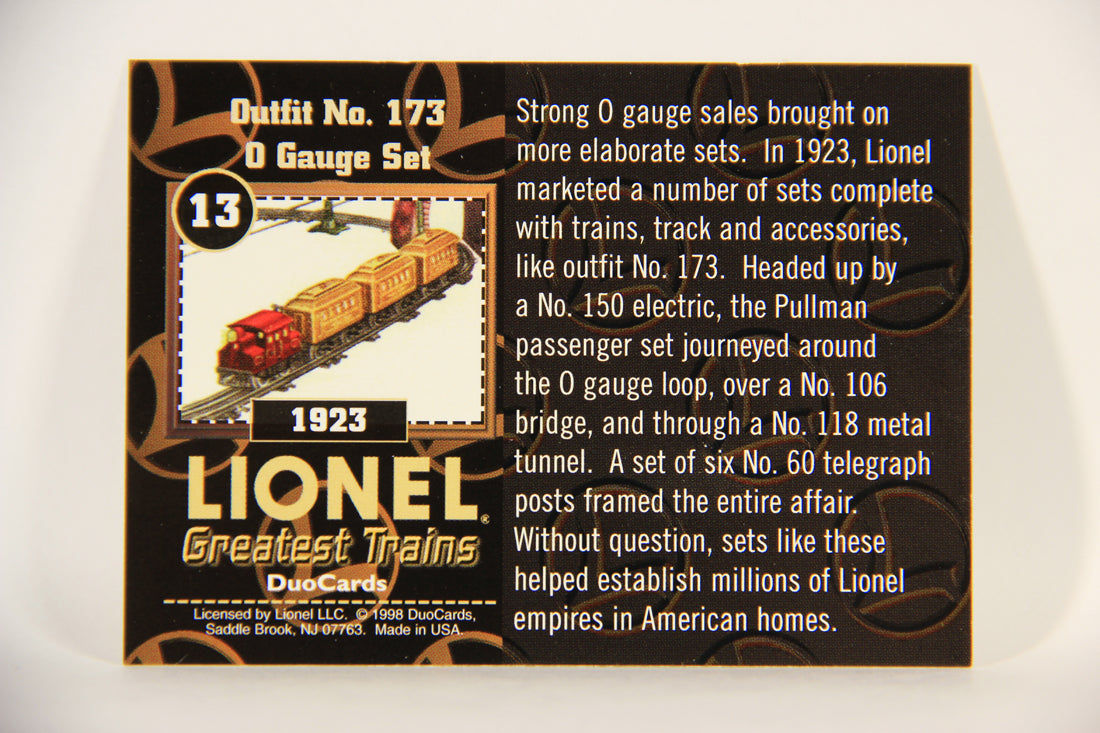 Outfit No. 173
O Gauge Set
13
1923
LIONEL®
Greatest Trains
DuoCards
Licensed by Lionel LLC. © 1998 DuoCards,
Saddle Brook, NJ 07763. Made in USA.
Strong O gauge sales brought on
more elaborate sets. In 1923, Lionel
marketed a number of sets complete
with trains, track and accessories,
like outfit No. 173. Headed up by
a No. 150 electric, the Pullman
passenger set journeyed around
the O gauge loop, over a No. 106
bridge, and through a No. 118 metal
tunnel. A set of six No. 60 telegraph
posts framed the entire affair.
Without question, sets like these
helped establish millions of Lionel
empires in American homes.